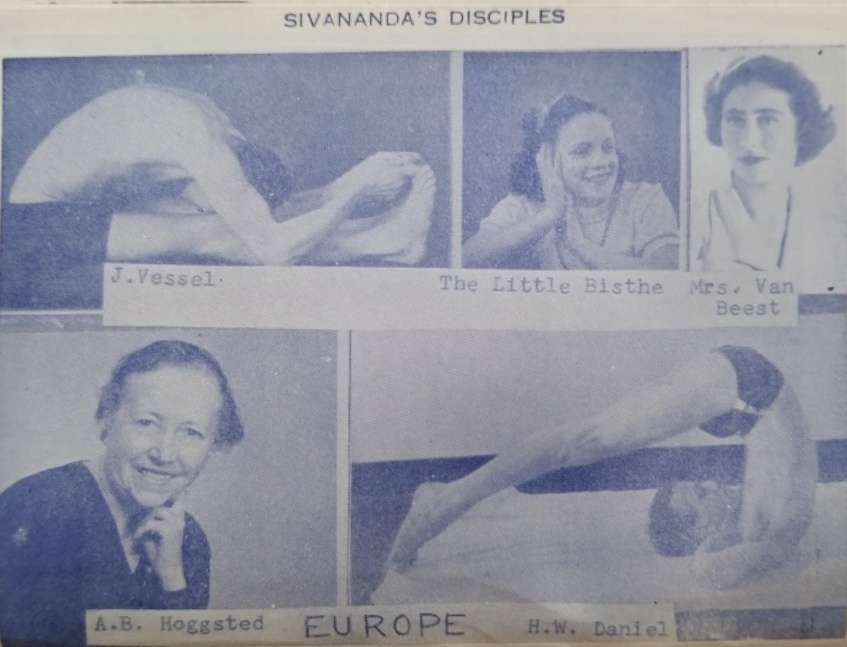 SIVANANDA'S DISCIPLES
J.Vessel.
The Little Bisthe
Mrs. Van
Beest
A.B. Hoggsted
EUROPE
H.W. Daniel